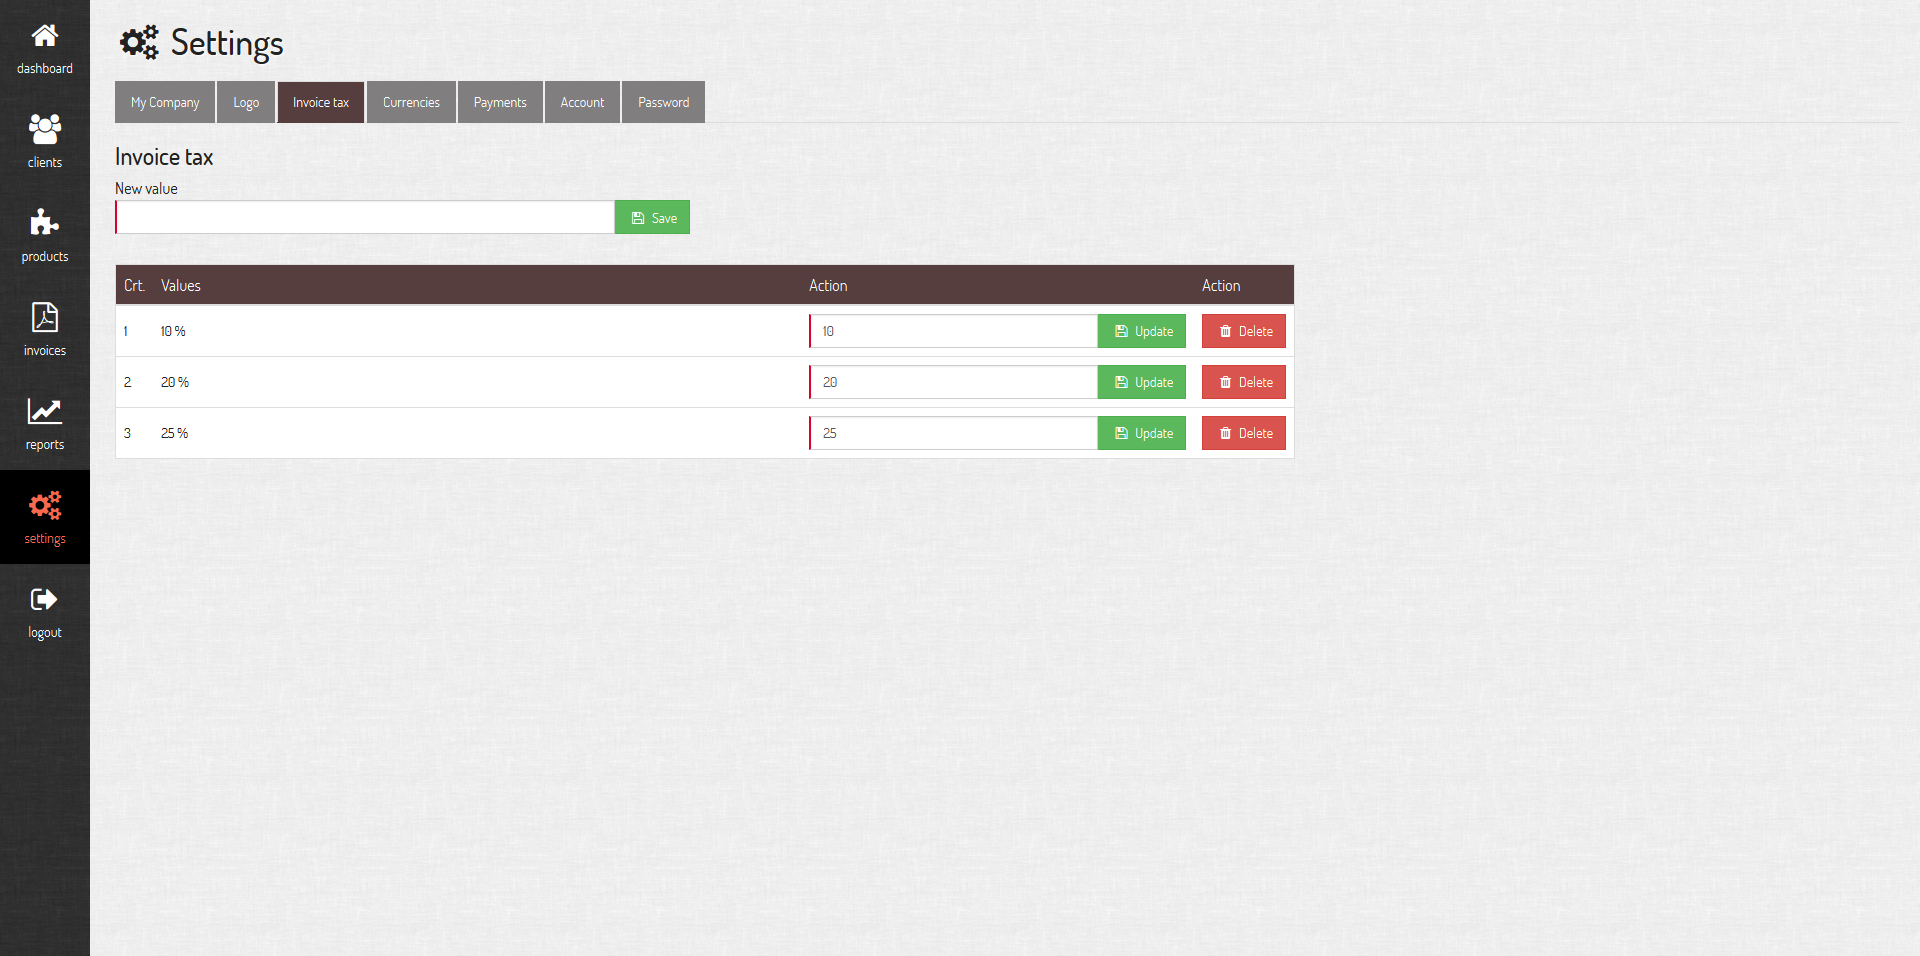 dashboard
clients
products
invoices
reports
settings
logout
Settings
My Company Logo Invoice tax Currencies Payments Account Password
Invoice tax
New value
Save
Crt. Values Action Action
1 10 % 10 Update Delete
2 20 % 20 Update Delete
3 25 % 25 Update Delete